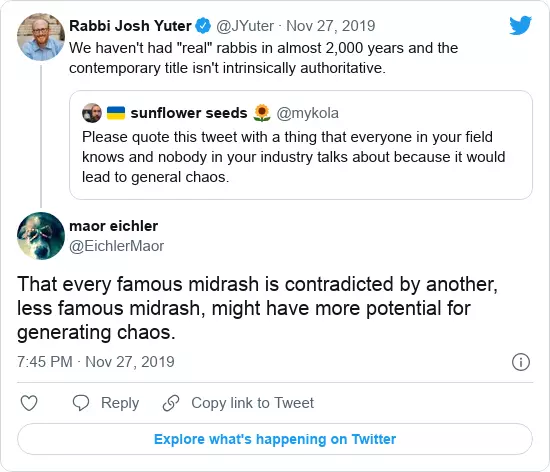 Rabbi Josh Yuter @JYuter · Nov 27, 2019
We haven't had "real" rabbis in almost 2,000 years and the
contemporary title isn't intrinsically authoritative.
sunflower seeds 🌻 @mykola
Please quote this tweet with a thing that everyone in your field
knows and nobody in your industry talks about because it would
lead to general chaos.
maor eichler
@EichlerMaor
That every famous midrash is contradicted by another,
less famous midrash, might have more potential for
generating chaos.
7:45 PM · Nov 27, 2019
Reply
Copy link to Tweet
Explore what's happening on Twitter